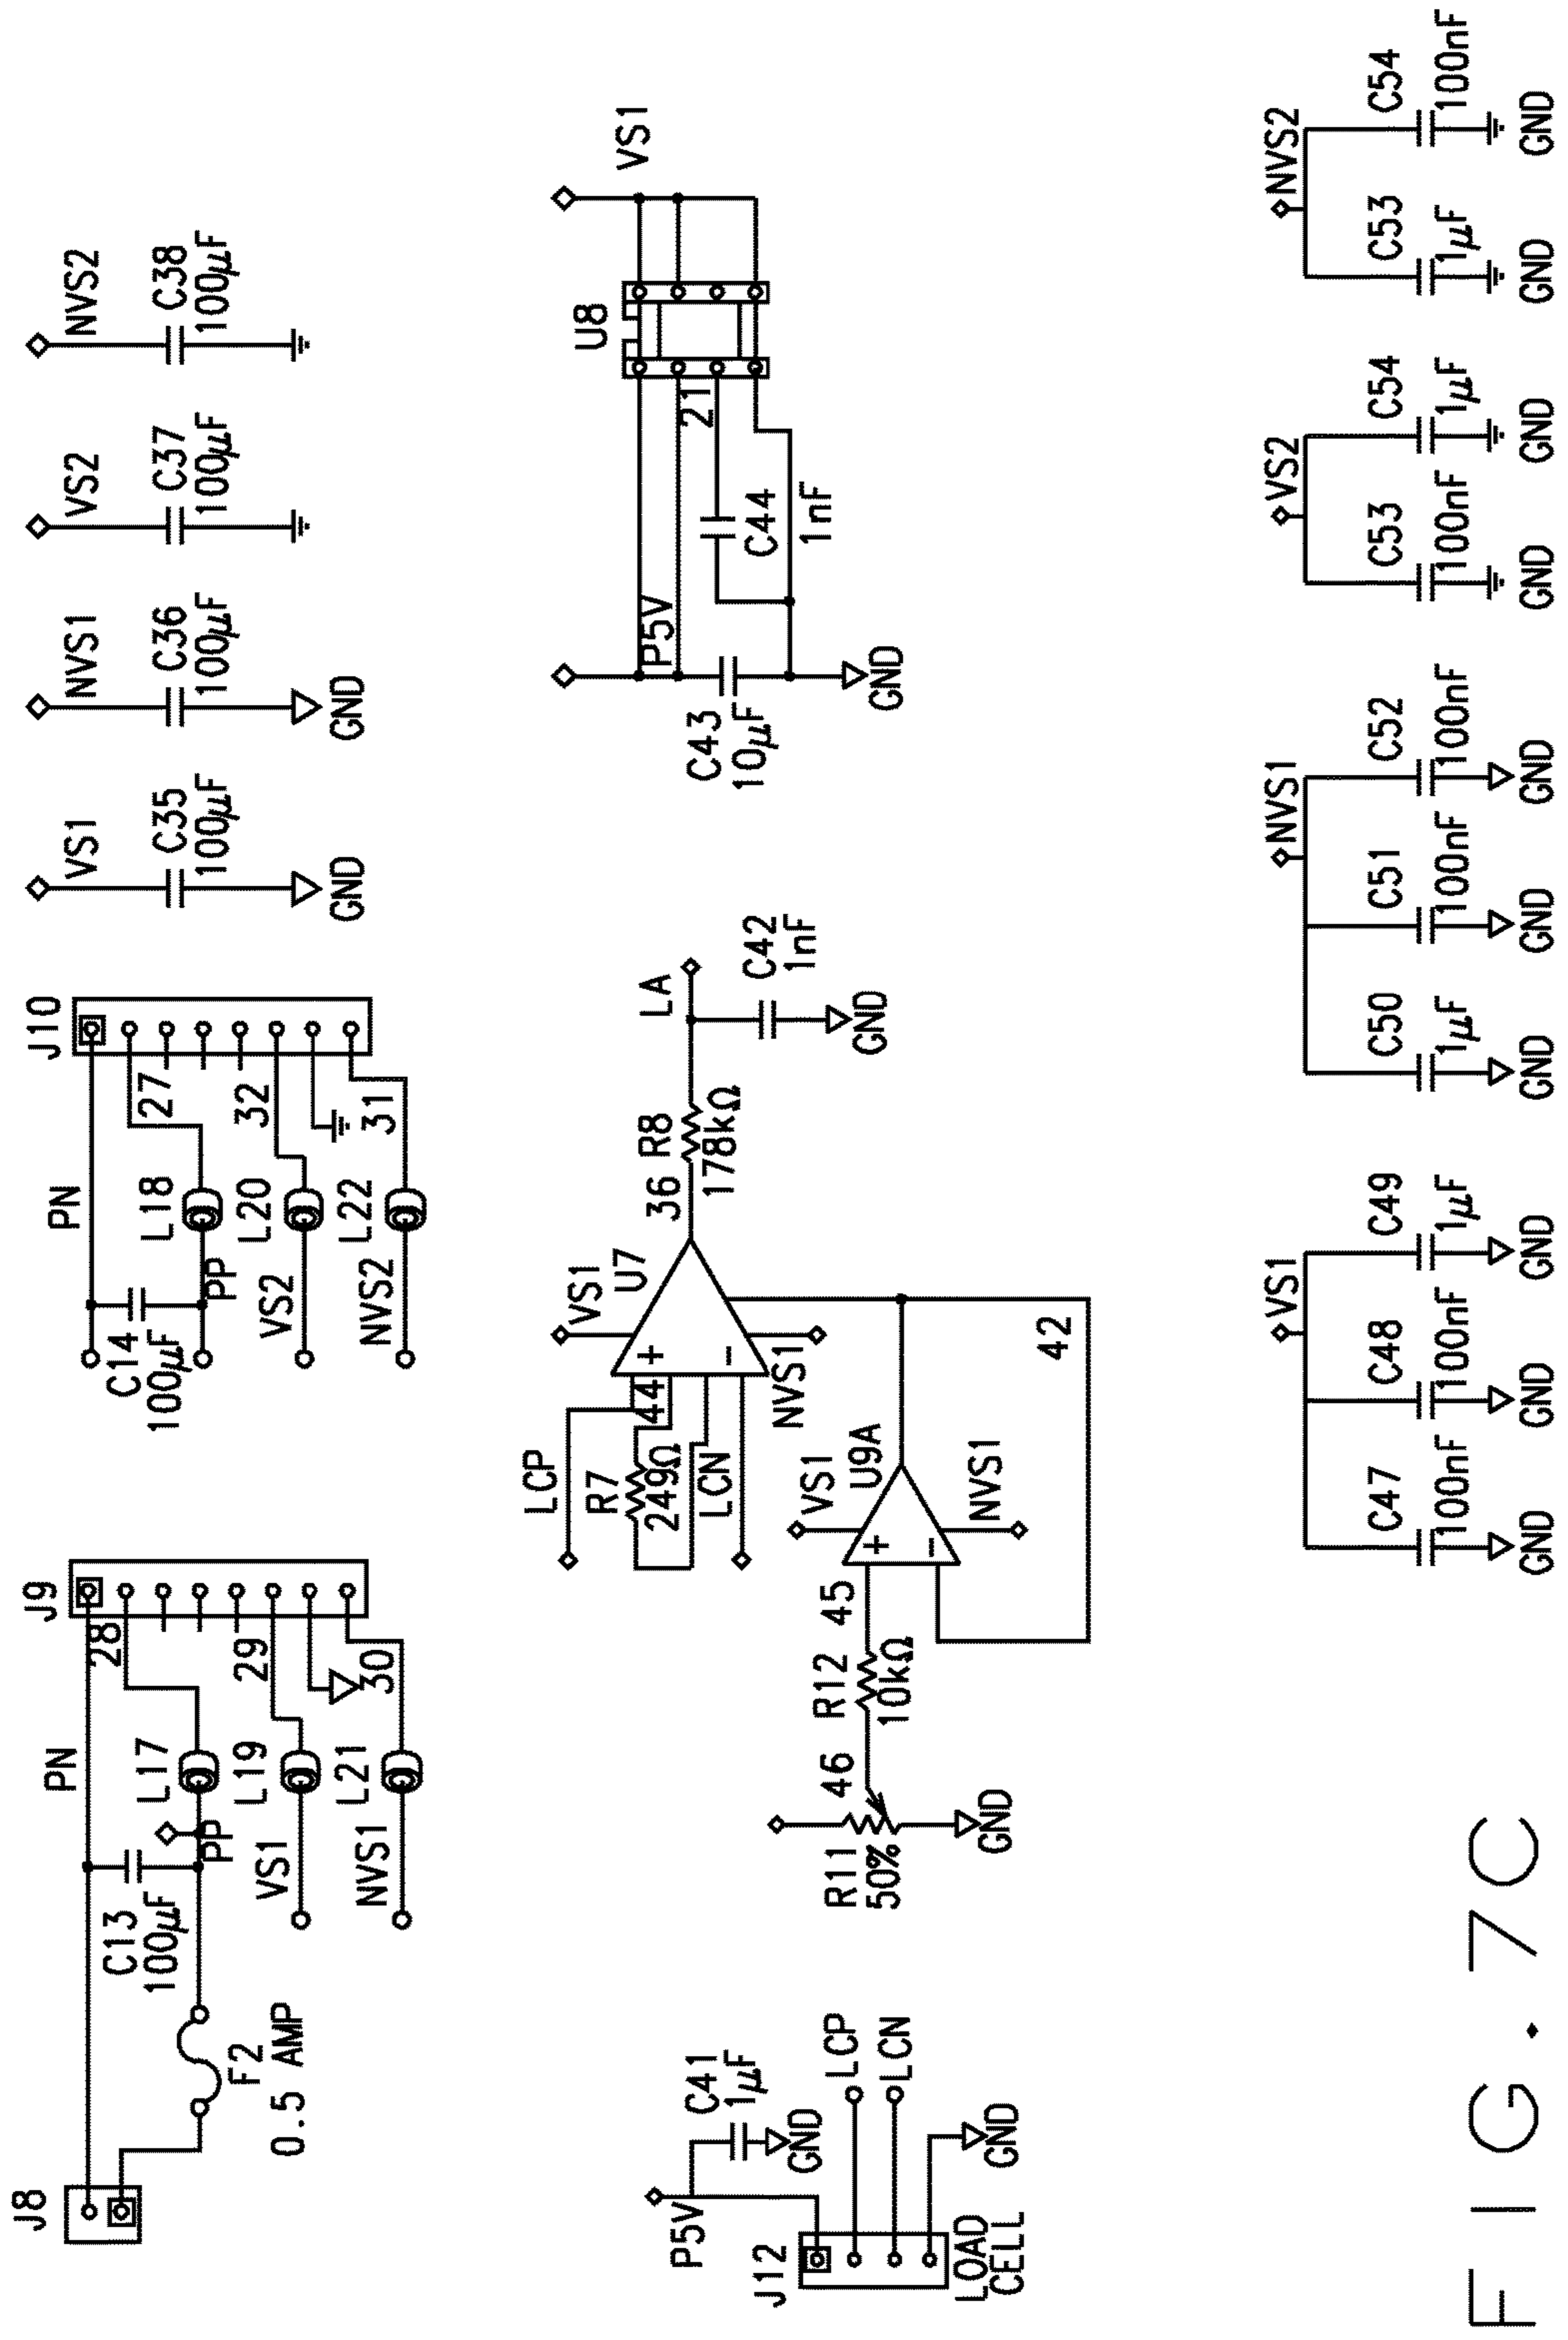 J8
F2
0.5 AMP
C13
100µF
PN
PP
L17
VS1
L19
NVS1
L21
J9
28
29
30
C14
100µF
PN
PP
L18
VS2
L20
NVS2
L22
J10
27
32
31
VS1
C35
100µF
GND
NVS1
C36
100µF
GND
VS2
C37
100µF
NVS2
C38
100µF
J12
LOAD
CELL
P5V
C41
1µF
GND
LCP
LCN
GND
R11
50%
GND
46
R12
10kΩ
45
VS1
U9A
NVS1
42
LCP
R7
249Ω
44
LCN
VS1
U7
NVS1
36
R8
178kΩ
LA
C42
1nF
GND
P5V
C43
10µF
GND
C44
1nF
21
U8
VS1
VS1
C47
100nF
GND
C48
100nF
GND
C49
1µF
GND
NVS1
C50
1µF
GND
C51
100nF
GND
C52
100nF
GND
VS2
C53
100nF
GND
C54
1µF
GND
NVS2
C53
1µF
GND
C54
100nF
GND
FIG. 7C